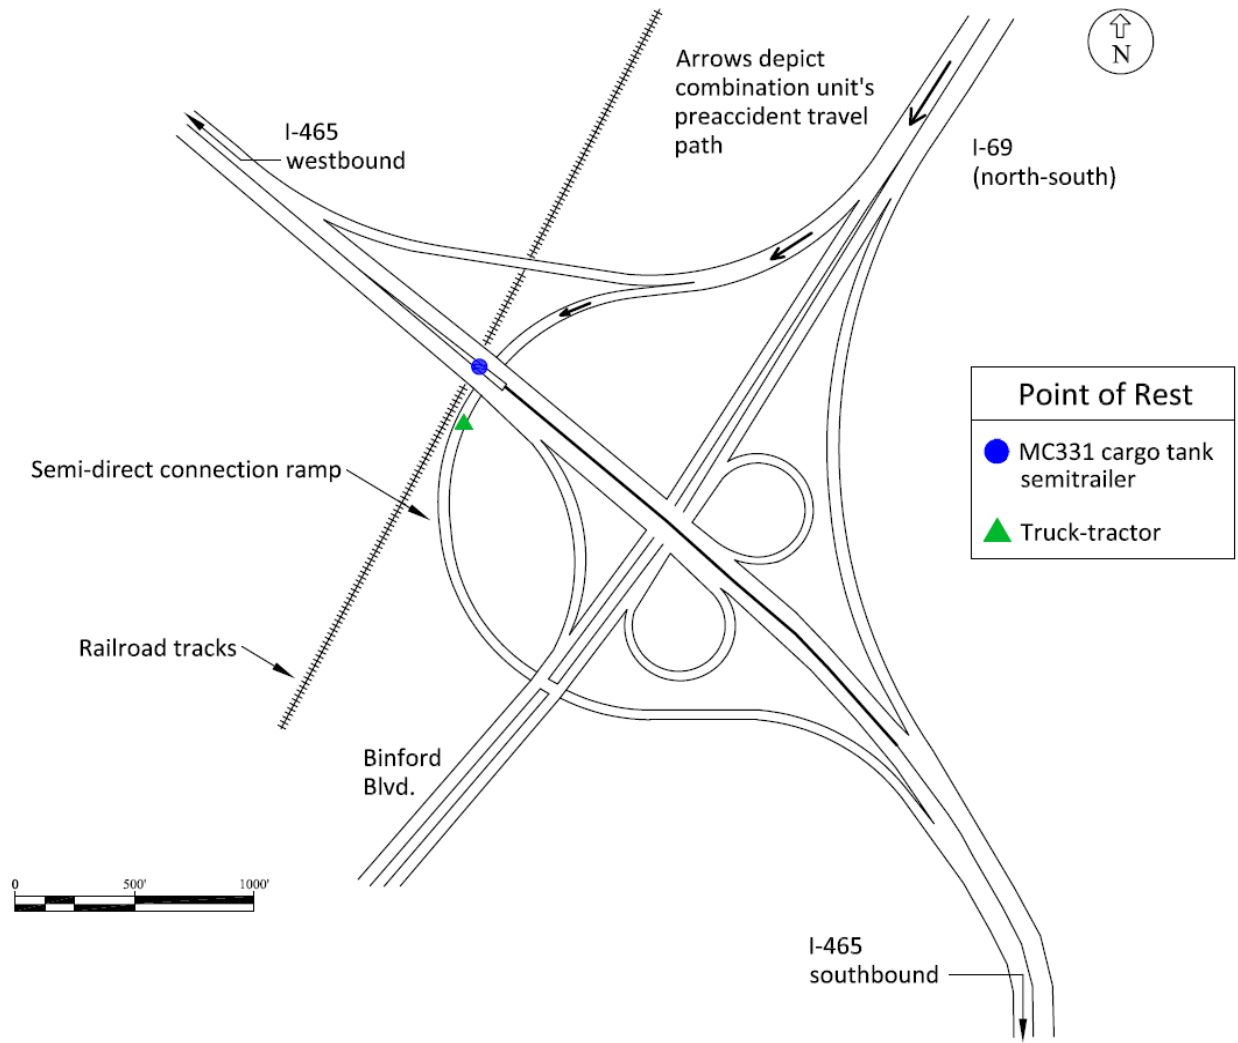 Arrows depict
combination unit's
preaccident travel
path
N
I-465
westbound
I-69
(north-south)
Point of Rest
MC331 cargo tank
semitrailer
Truck-tractor
Semi-direct connection ramp
Railroad tracks
Binford
Blvd.
0 500' 1000'
I-465
southbound